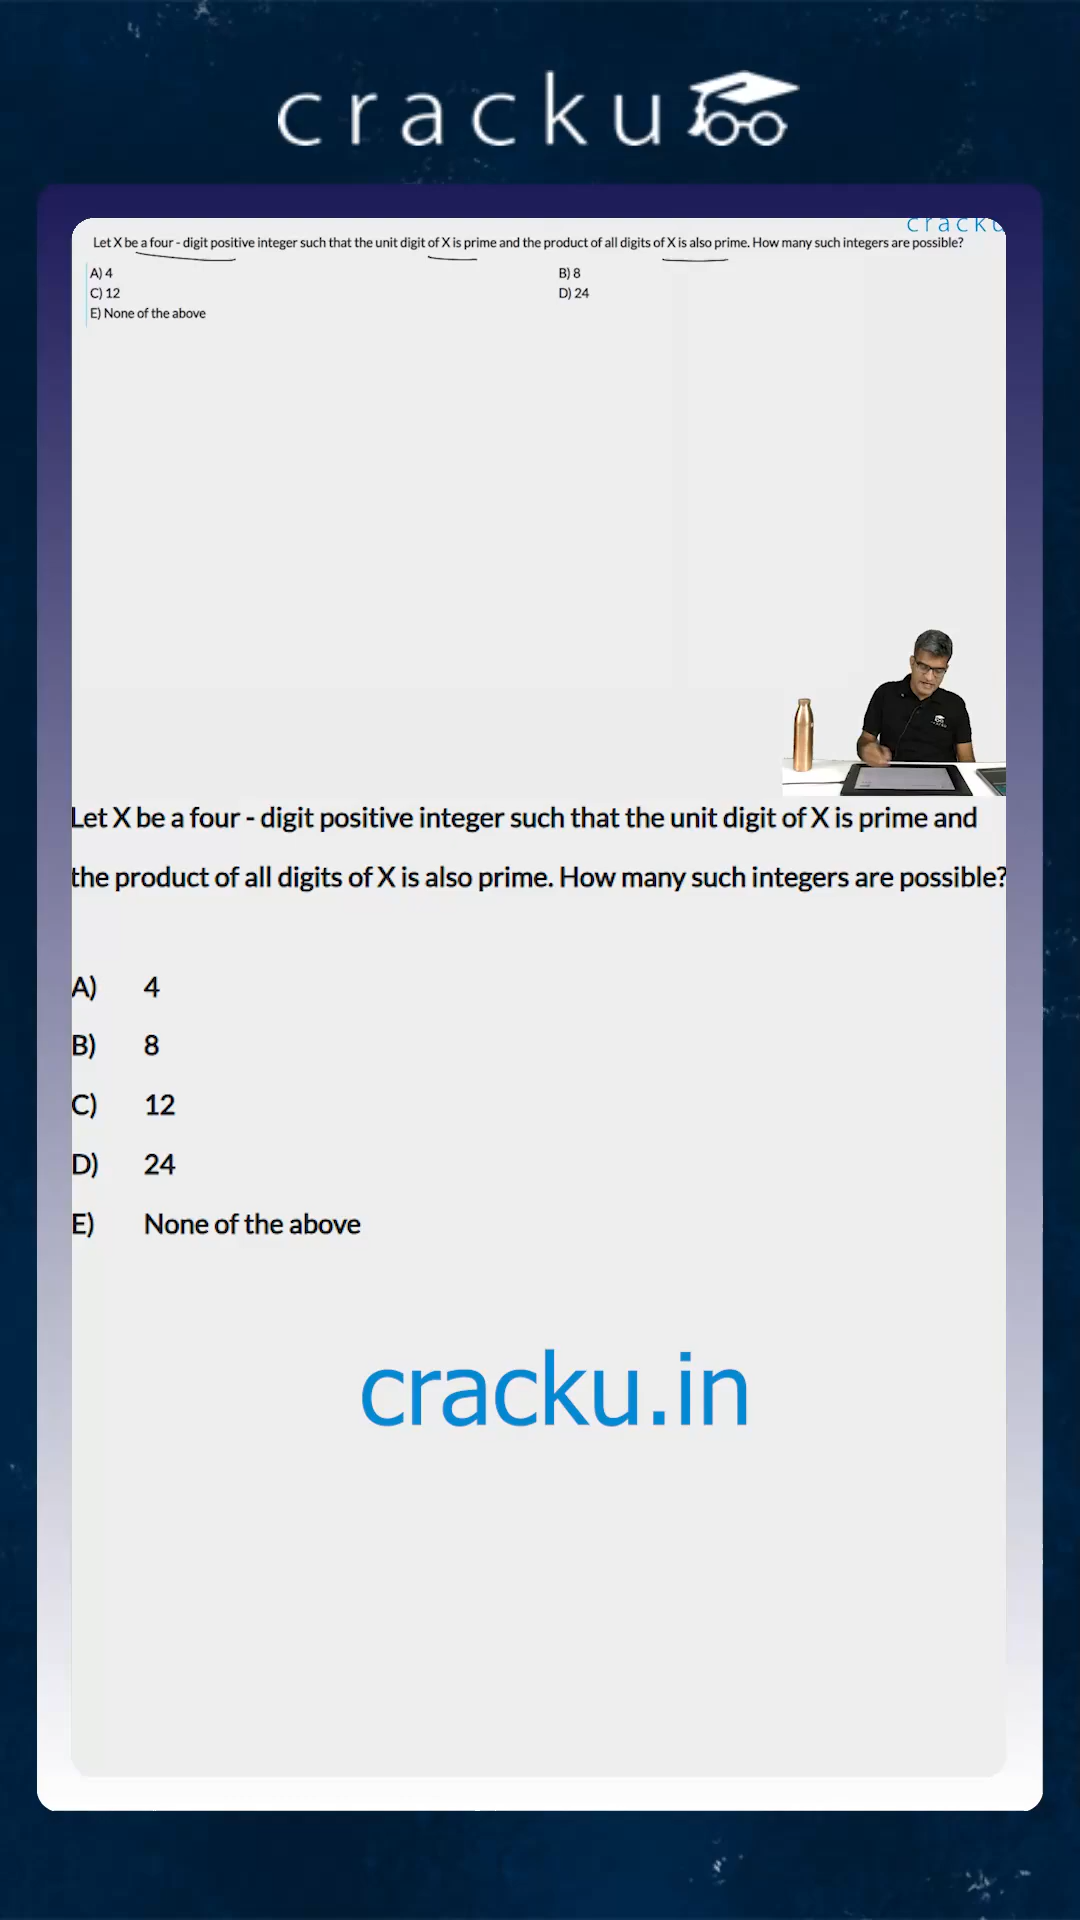 cracku
cracku
Let X be a four - digit positive integer such that the unit digit of X is prime and the product of all digits of X is also prime. How many such integers are possible?
A) 4
B) 8
C) 12
D) 24
E) None of the above
Let X be a four - digit positive integer such that the unit digit of X is prime and
the product of all digits of X is also prime. How many such integers are possible?
A) 4
B) 8
C) 12
D) 24
E) None of the above
cracku.in